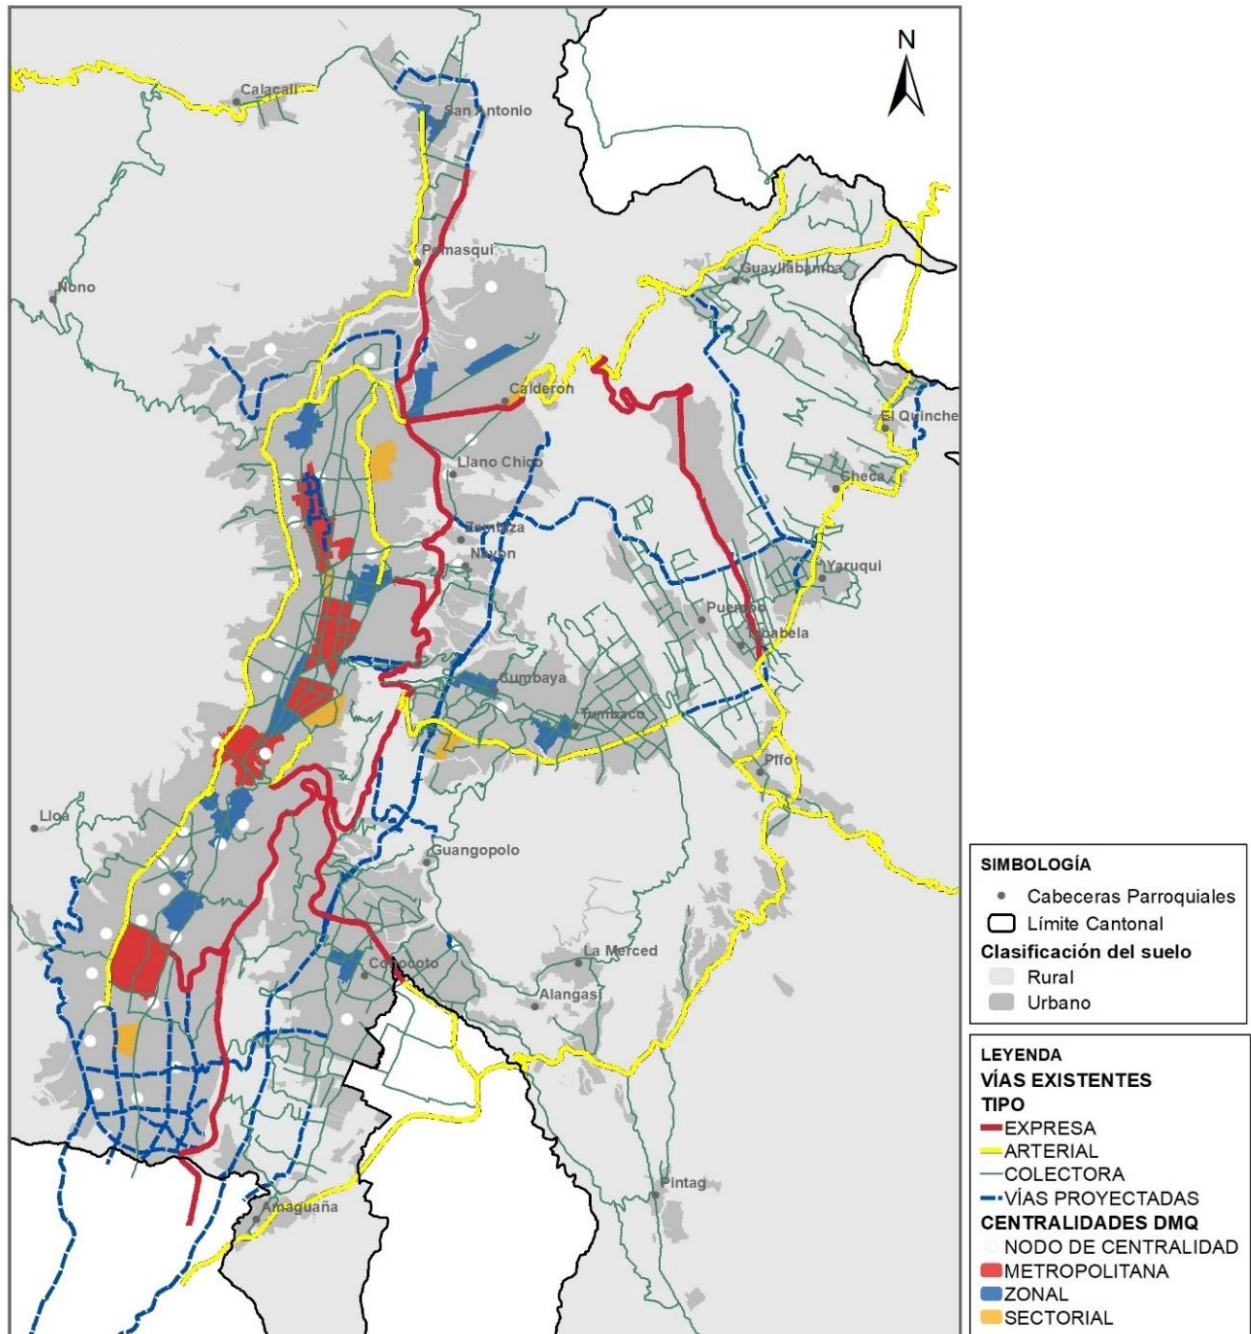 N
Calacali
San Antonio
Pomasqui
Nono
Guayllabamba
Calderon
El Quinche
Llano Chico
Checa
Zambiza
Nayon
Yaruqui
Puembo
Tababela
Cumbaya
Tumbaco
Pifo
Lloa
Guangopolo
La Merced
Conocoto
Alangasi
Pintag
Amaguaña
SIMBOLOGÍA
Cabeceras Parroquiales
Límite Cantonal
Clasificación del suelo
Rural
Urbano
LEYENDA
VÍAS EXISTENTES
TIPO
EXPRESA
ARTERIAL
COLECTORA
VÍAS PROYECTADAS
CENTRALIDADES DMQ
NODO DE CENTRALIDAD
METROPOLITANA
ZONAL
SECTORIAL